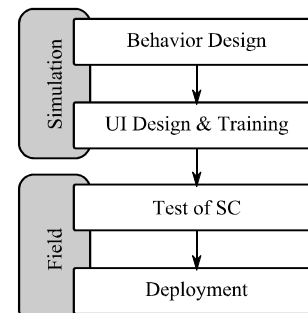 Simulation
Behavior Design
UI Design & Training
Field
Test of SC
Deployment